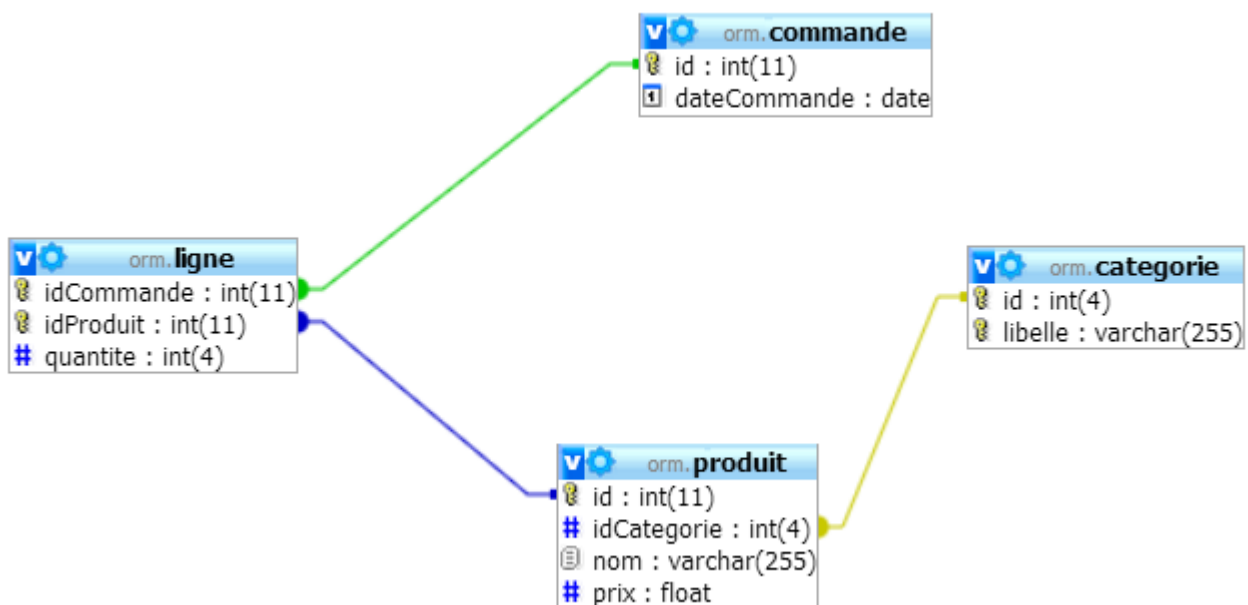 orm.commande
id : int(11)
dateCommande : date
orm.ligne
idCommande : int(11)
idProduit : int(11)
# quantite : int(4)
orm.categorie
id : int(4)
libelle : varchar(255)
orm.produit
id : int(11)
# idCategorie : int(4)
nom : varchar(255)
# prix : float